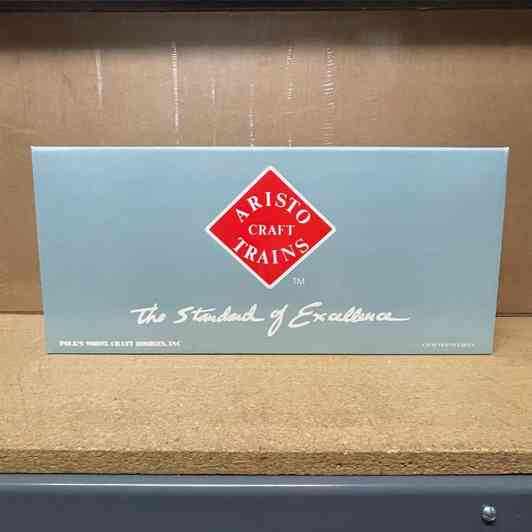 ARISTO
CRAFT
TRAINS
TM
The Standard of Excellence
POLK'S MODEL CRAFT HOBBIES, INC